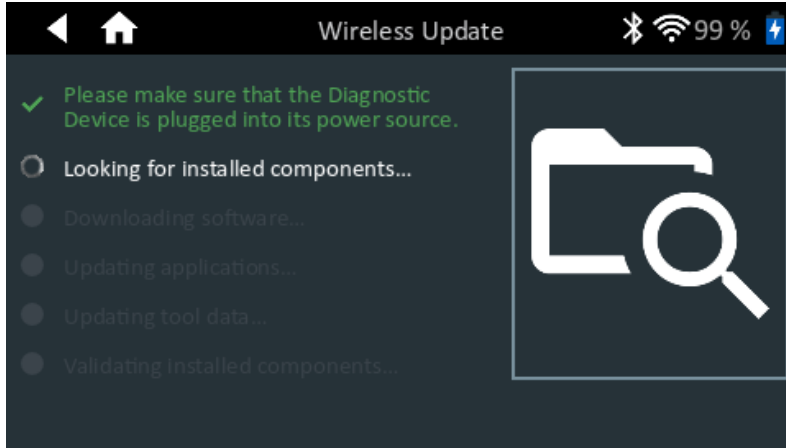 Wireless Update
99 %
Please make sure that the Diagnostic
Device is plugged into its power source.
Looking for installed components...
Downloading software...
Updating applications...
Updating tool data...
Validating installed components...